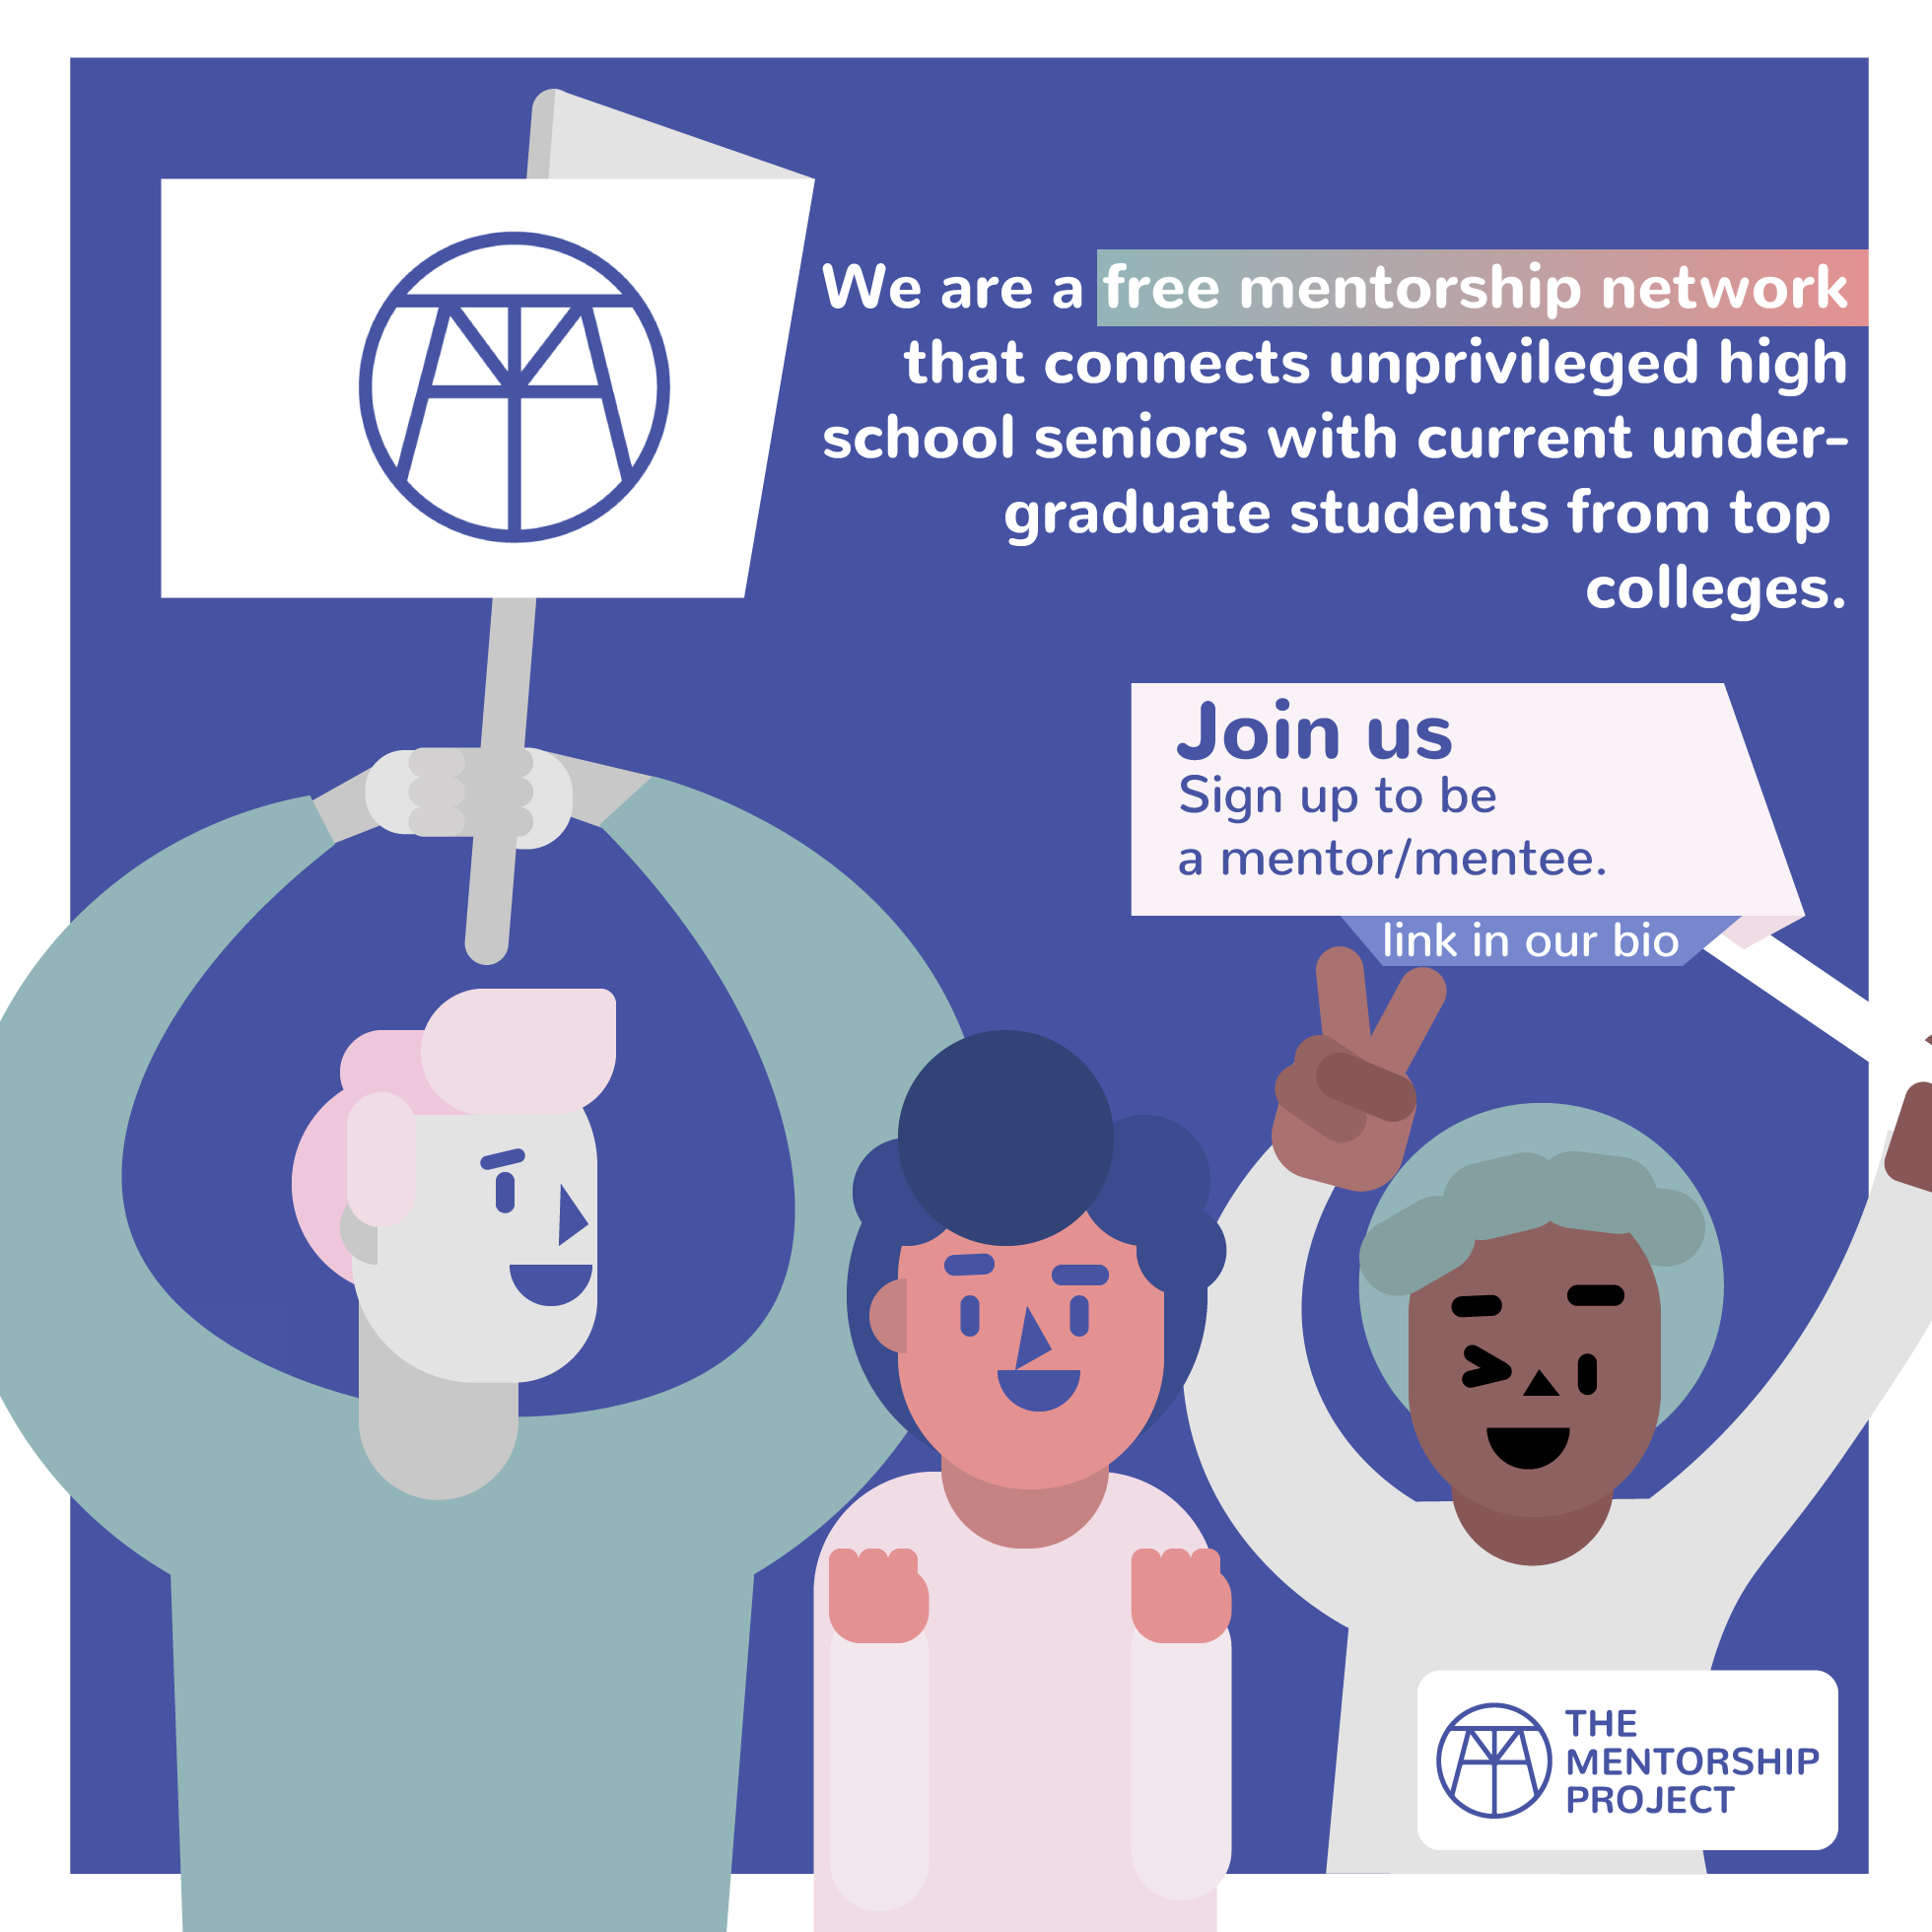 We are a free mentorship network
that connects unprivileged high
school seniors with current under-
graduate students from top
colleges.
Join us
Sign up to be
a mentor/mentee.
link in our bio
THE
MENTORSHIP
PROJECT